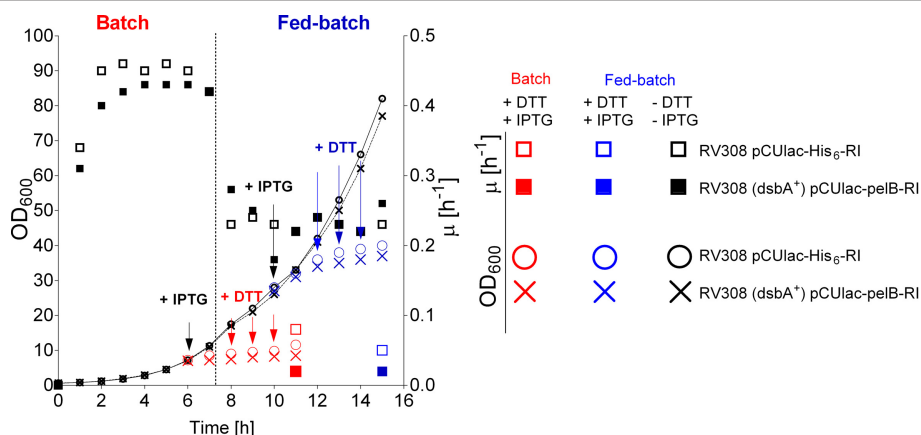 Batch
Fed-batch
100
90
80
70
60
50
40
30
20
10
0
OD600
0.5
0.4
0.3
0.2
0.1
0.0
μ [h-1]
+ DTT
+ IPTG
+ IPTG
+ DTT
0 2 4 6 8 10 12 14 16
Time [h]
Batch
Fed-batch
+ DTT + DTT - DTT
+ IPTG + IPTG - IPTG
μ [h-1]
RV308 pCUlac-His6-RI
RV308 (dsbA+) pCUlac-pelB-RI
OD600
RV308 pCUlac-His6-RI
RV308 (dsbA+) pCUlac-pelB-RI